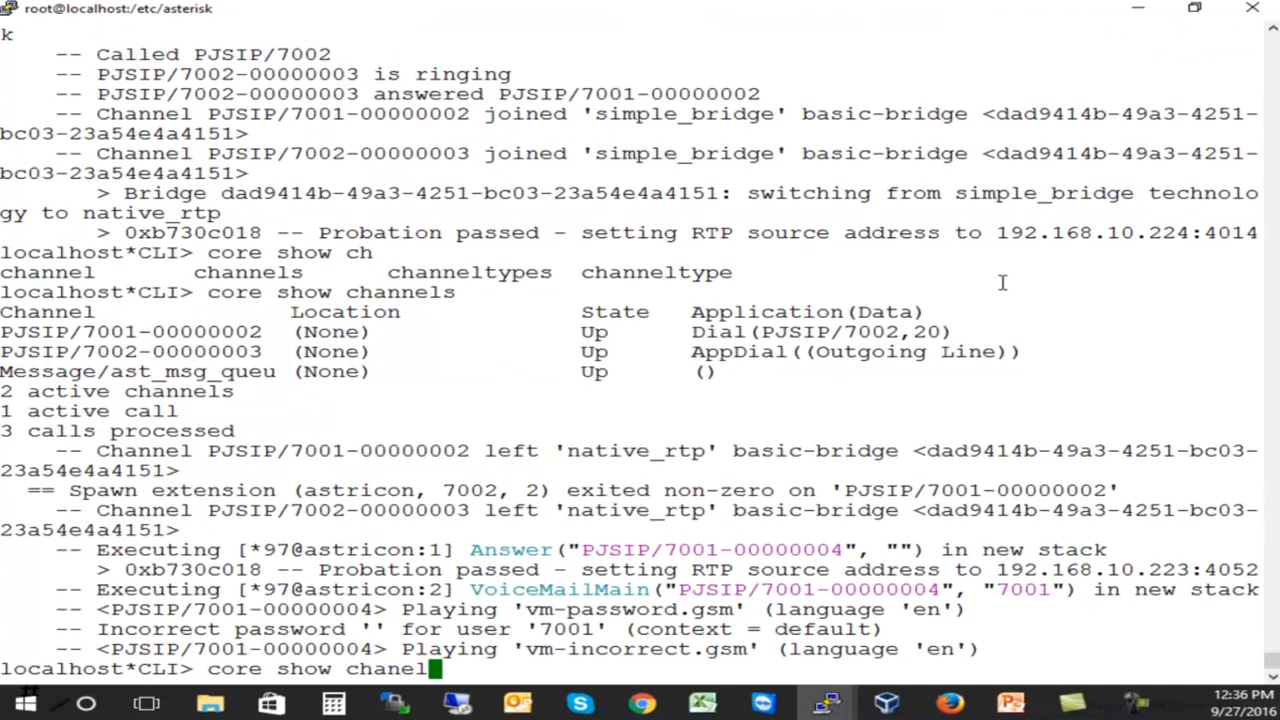 root@localhost:/etc/asterisk
k
    -- Called PJSIP/7002
    -- PJSIP/7002-00000003 is ringing
    -- PJSIP/7002-00000003 answered PJSIP/7001-00000002
    -- Channel PJSIP/7001-00000002 joined 'simple_bridge' basic-bridge <dad9414b-49a3-4251-
bc03-23a54e4a4151>
    -- Channel PJSIP/7002-00000003 joined 'simple_bridge' basic-bridge <dad9414b-49a3-4251-
bc03-23a54e4a4151>
       > Bridge dad9414b-49a3-4251-bc03-23a54e4a4151: switching from simple_bridge technolo
gy to native_rtp
       > 0xb730c018 -- Probation passed - setting RTP source address to 192.168.10.224:4014
localhost*CLI> core show ch
channel       channels      channeltypes  channeltype
localhost*CLI> core show channels
Channel              Location             State   Application(Data)
PJSIP/7001-00000002  (None)               Up      Dial(PJSIP/7002,20)
PJSIP/7002-00000003  (None)               Up      AppDial((Outgoing Line))
Message/ast_msg_queu (None)               Up      ()
2 active channels
1 active call
3 calls processed
    -- Channel PJSIP/7001-00000002 left 'native_rtp' basic-bridge <dad9414b-49a3-4251-bc03-
23a54e4a4151>
  == Spawn extension (astricon, 7002, 2) exited non-zero on 'PJSIP/7001-00000002'
    -- Channel PJSIP/7002-00000003 left 'native_rtp' basic-bridge <dad9414b-49a3-4251-bc03-
23a54e4a4151>
    -- Executing [*97@astricon:1] Answer("PJSIP/7001-00000004", "") in new stack
       > 0xb730c018 -- Probation passed - setting RTP source address to 192.168.10.223:4052
    -- Executing [*97@astricon:2] VoiceMailMain("PJSIP/7001-00000004", "7001") in new stack
    -- <PJSIP/7001-00000004> Playing 'vm-password.gsm' (language 'en')
    -- Incorrect password '' for user '7001' (context = default)
    -- <PJSIP/7001-00000004> Playing 'vm-incorrect.gsm' (language 'en')
localhost*CLI> core show chanel
12:36 PM
9/27/2016